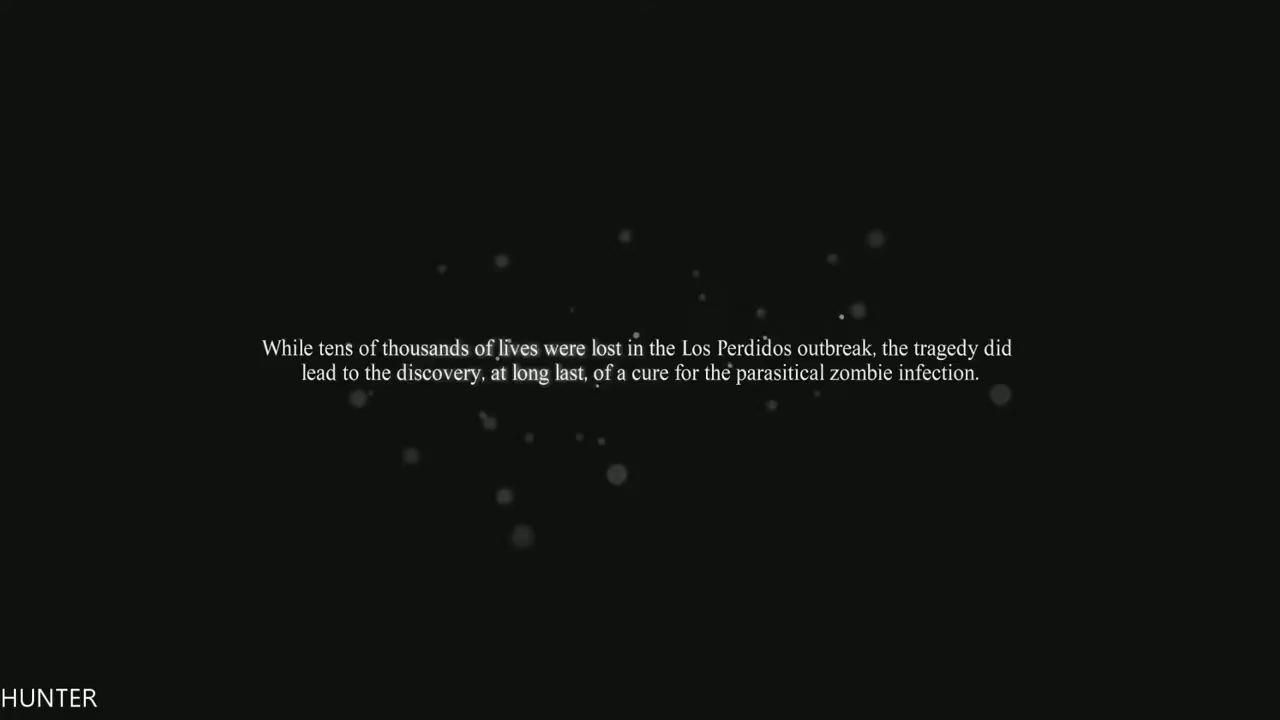 While tens of thousands of lives were lost in the Los Perdidos outbreak, the tragedy did
lead to the discovery, at long last, of a cure for the parasitical zombie infection.
HUNTER